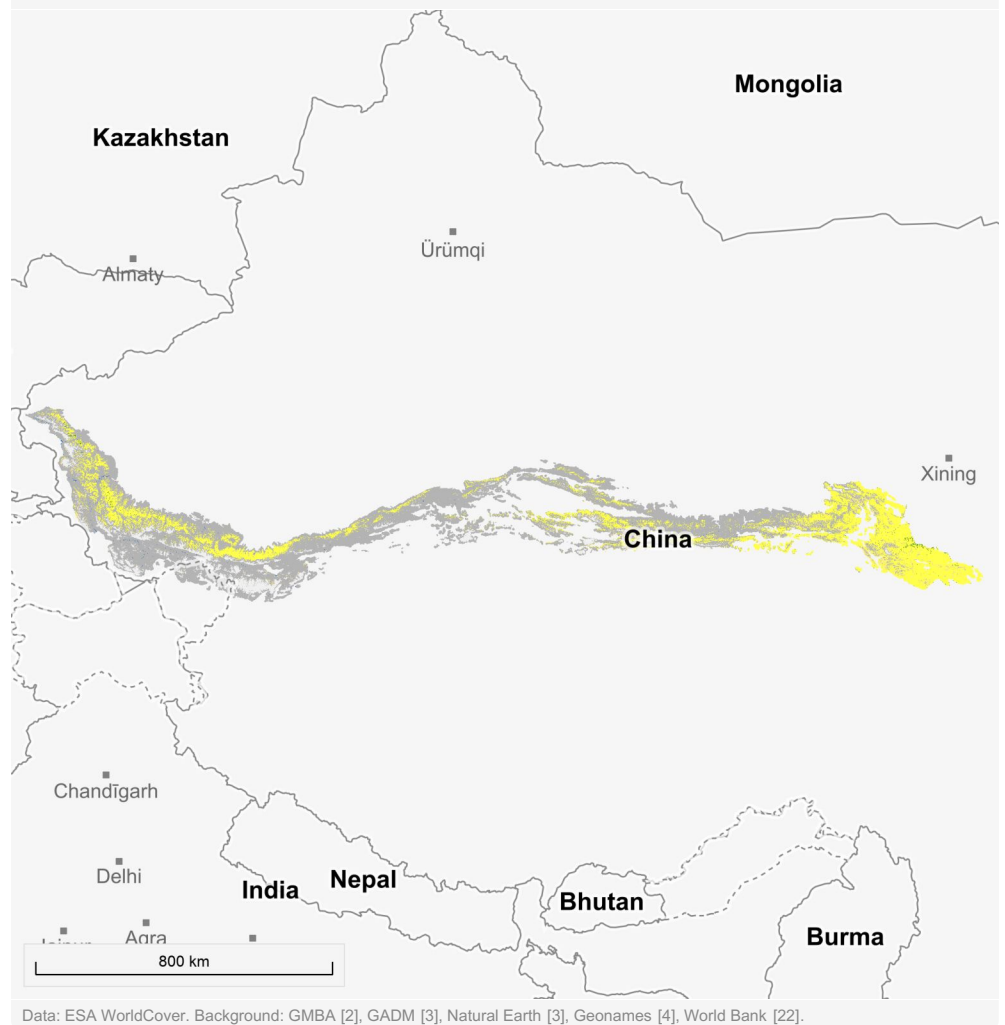 Mongolia
Kazakhstan
Ürümqi
Almaty
Xining
China
Chandīgarh
Delhi
India
Nepal
Bhutan
Agra
Burma
800 km
Data: ESA WorldCover. Background: GMBA [2], GADM [3], Natural Earth [3], Geonames [4], World Bank [22].